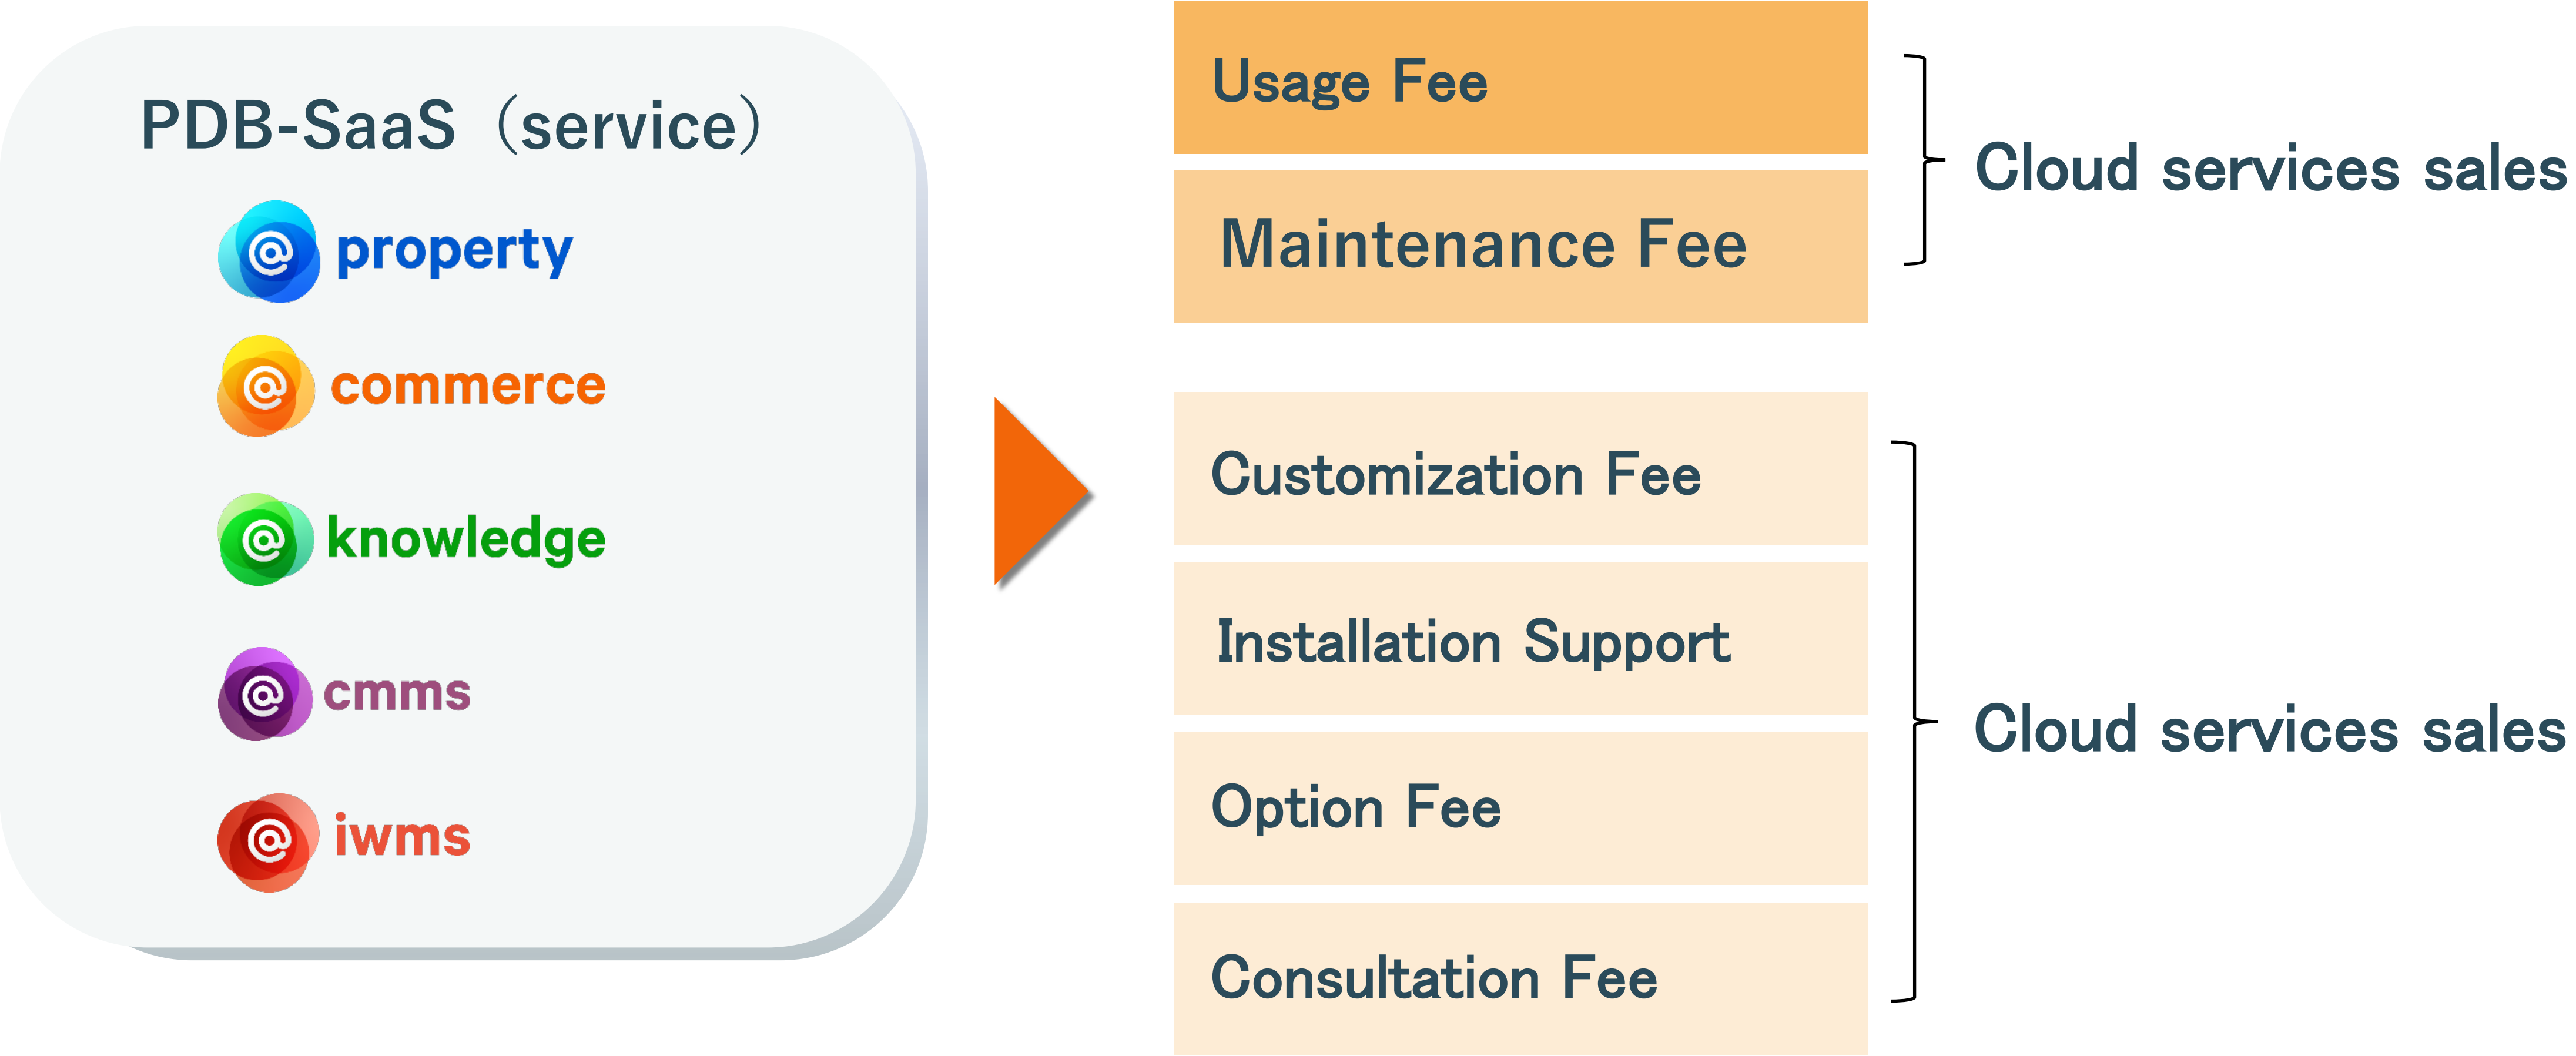 PDB-SaaS（service）
@ property
@ commerce
@ knowledge
@ cmms
@ iwms
Usage Fee
Maintenance Fee
Cloud services sales
Customization Fee
Installation Support
Option Fee
Consultation Fee
Cloud services sales